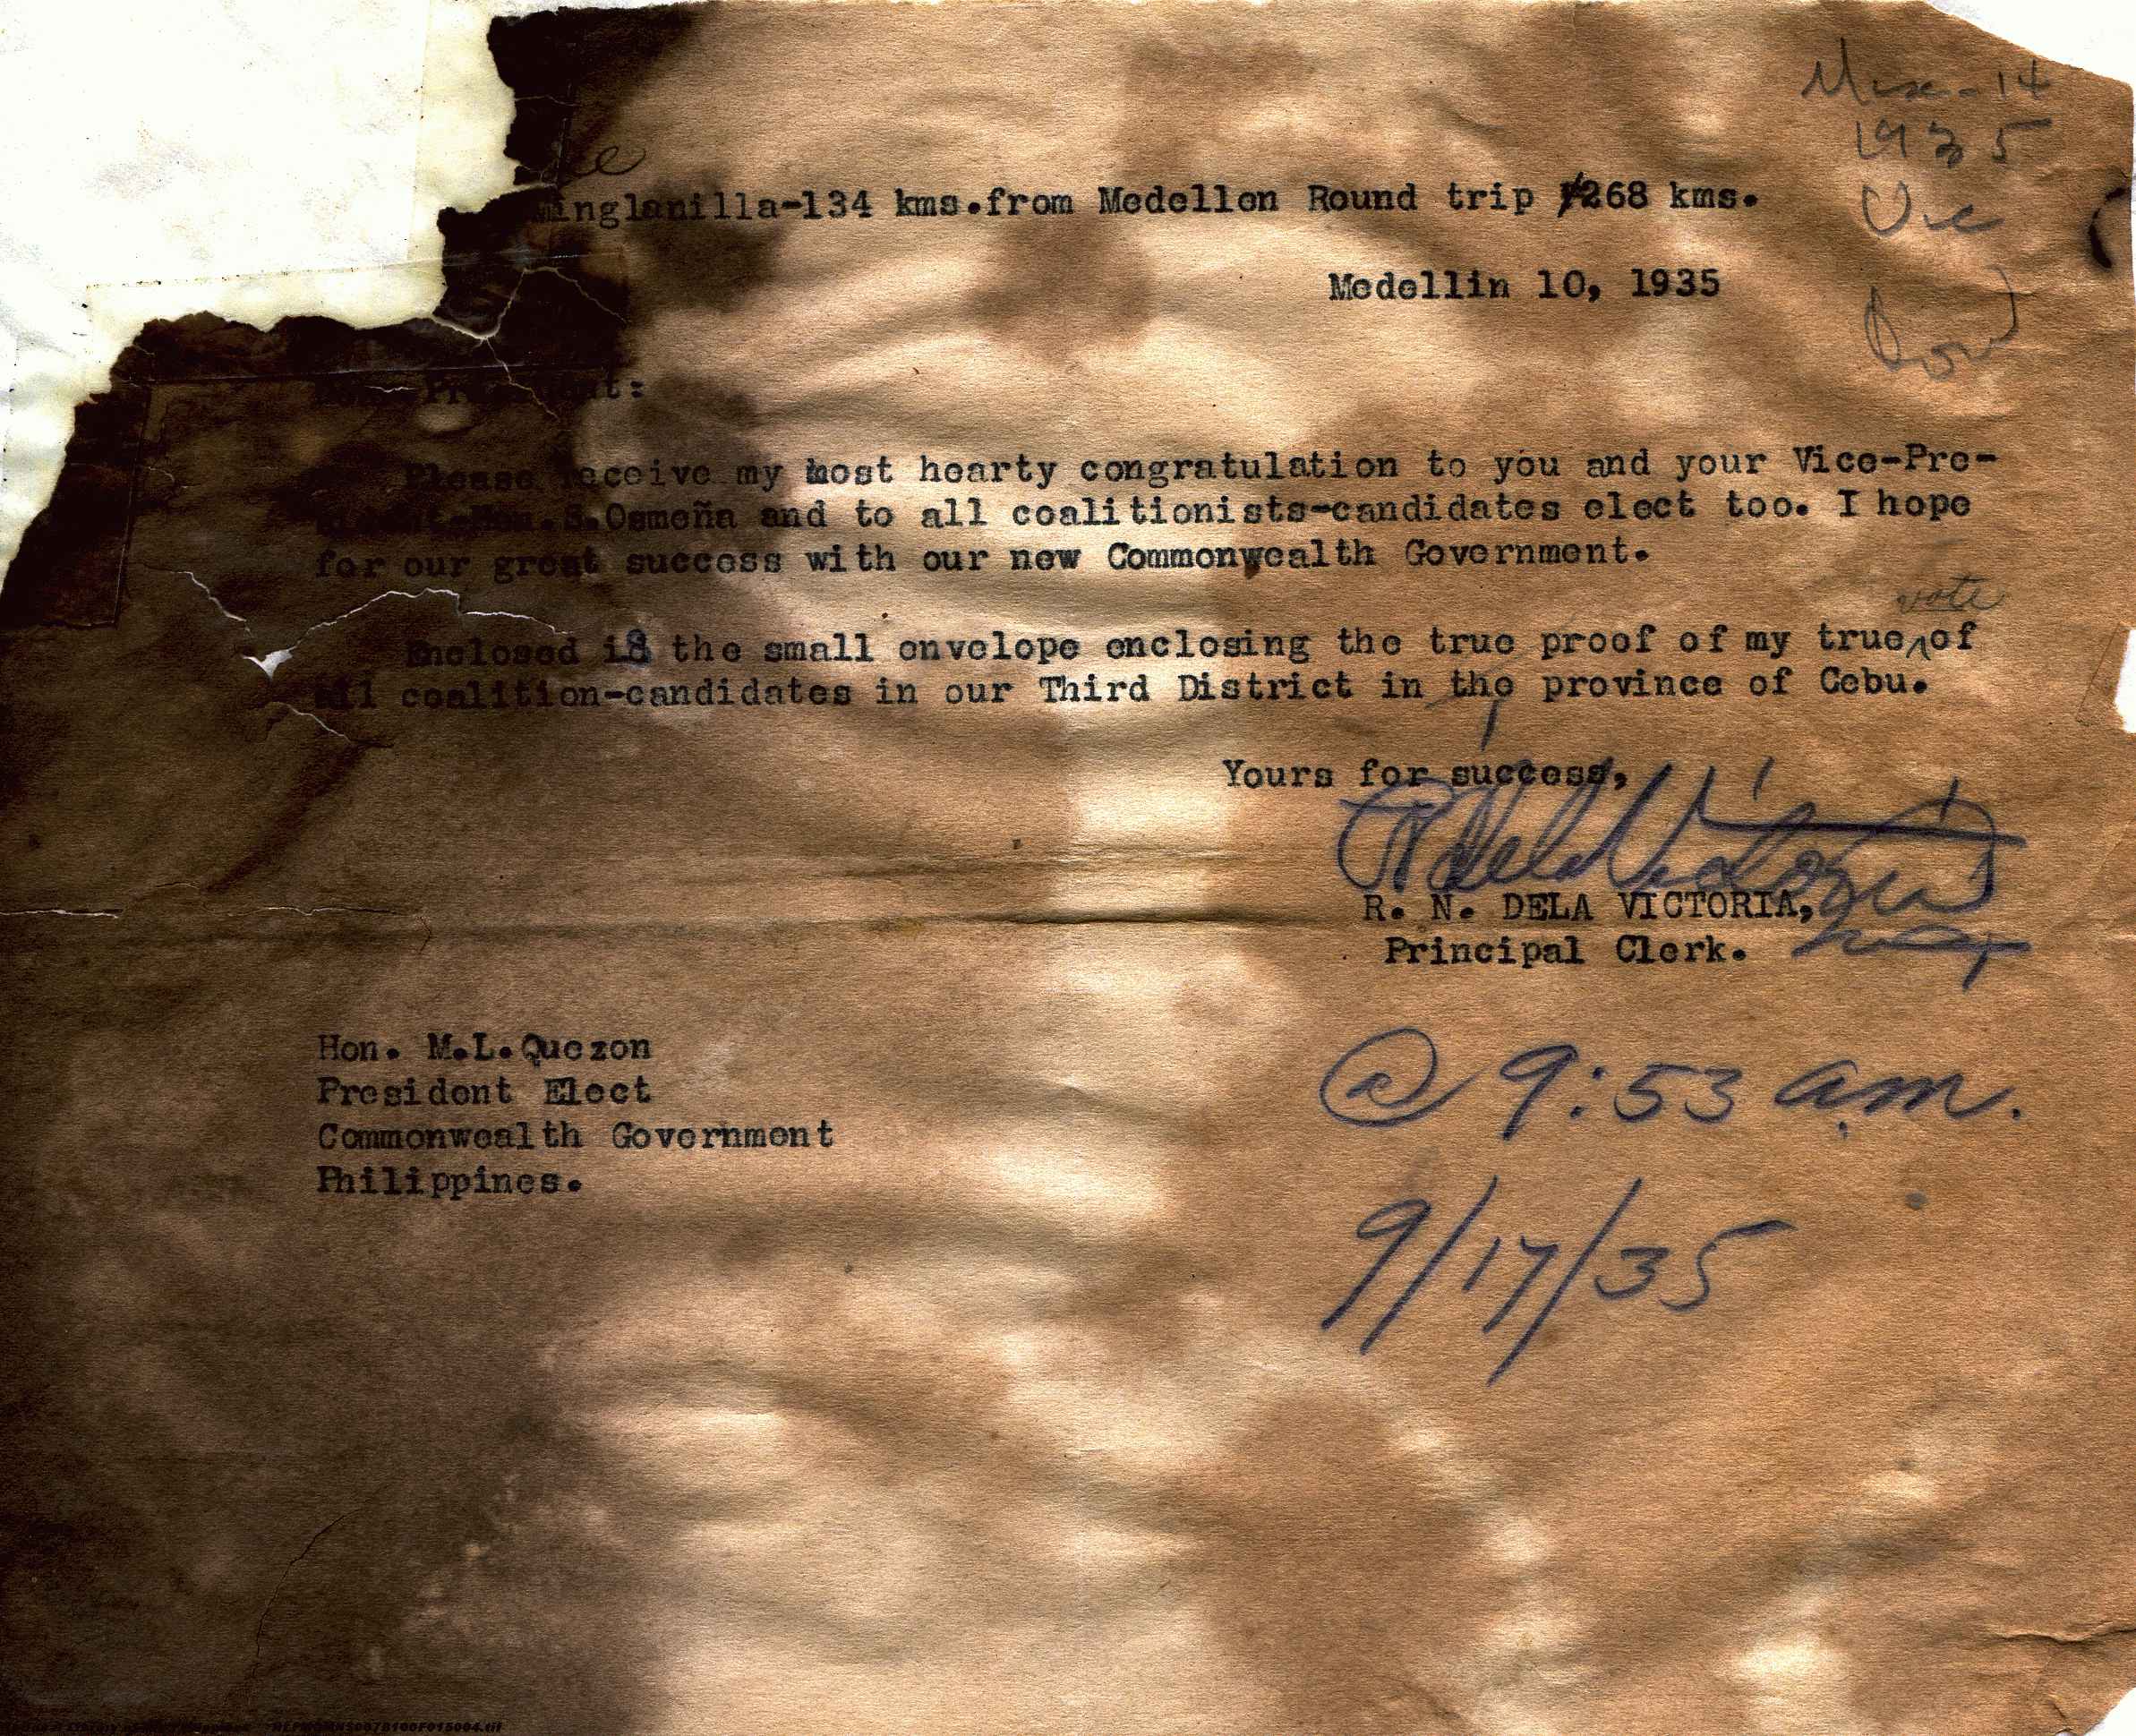 inglanilla-134 kms.from Medellon Round trip 268 kms.
Medellin 10, 1935
14
1935
Please receive my most hearty congratulation to you and your Vice-Pre-
S.Osmeña and to all coalitionists-candidates elect too. I hope
for our great success with our new Commonwealth Government.
vote
Enclosed is the small envelope enclosing the true proof of my true^of
all coalition-candidates in our Third District in the province of Cebu.
Yours for success,
R. N. DELA VICTORIA,
Principal Clerk.
Hon. M.L.Quezon
President Elect
Commonwealth Government
Philippines.
@ 9:53 a.m.
9/17/35